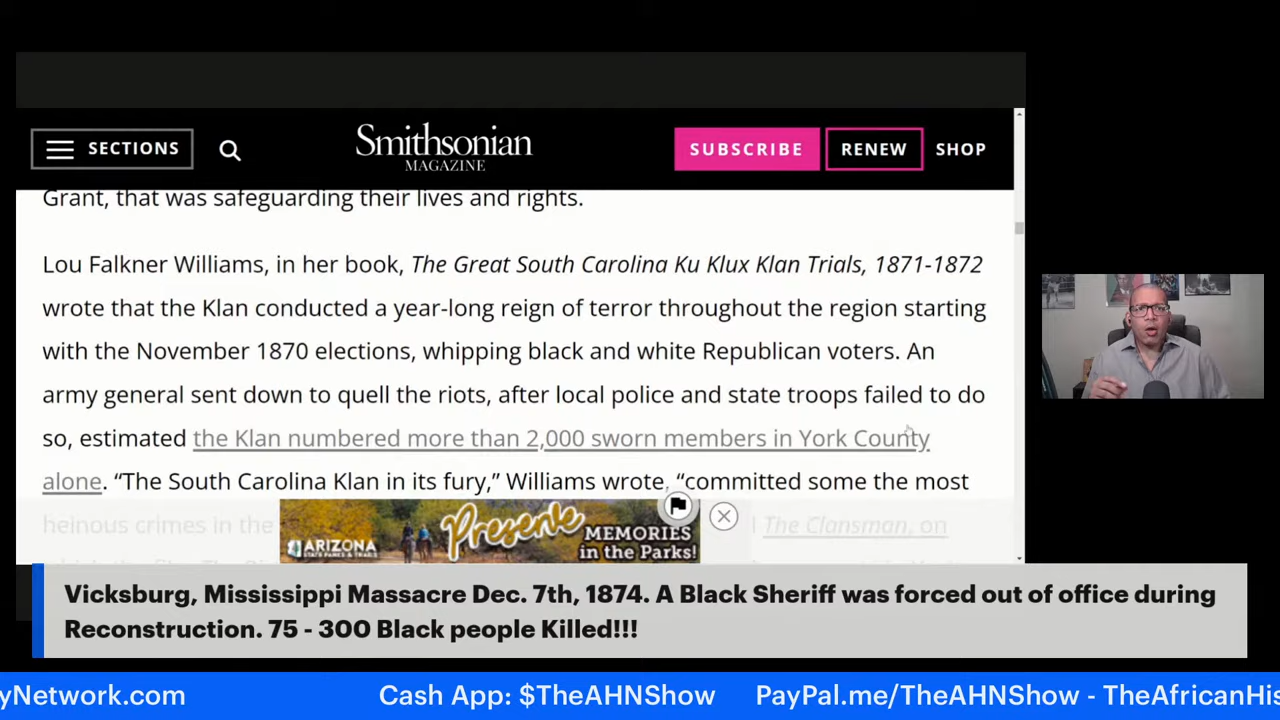 SECTIONS
Smithsonian
MAGAZINE
SUBSCRIBE
RENEW
SHOP
Grant, that was safeguarding their lives and rights.
Lou Falkner Williams, in her book, The Great South Carolina Ku Klux Klan Trials, 1871-1872
wrote that the Klan conducted a year-long reign of terror throughout the region starting
with the November 1870 elections, whipping black and white Republican voters. An
army general sent down to quell the riots, after local police and state troops failed to do
so, estimated the Klan numbered more than 2,000 sworn members in York County
alone. “The South Carolina Klan in its fury,” Williams wrote, “committed some the most
heinous crimes in the
The Clansman, on
ARIZONA
STATE PARKS & TRAILS
Presente
MEMORIES
in the Parks!
Vicksburg, Mississippi Massacre Dec. 7th, 1874. A Black Sheriff was forced out of office during
Reconstruction. 75 - 300 Black people Killed!!!
yNetwork.com Cash App: $TheAHNShow PayPal.me/TheAHNShow - TheAfricanHis